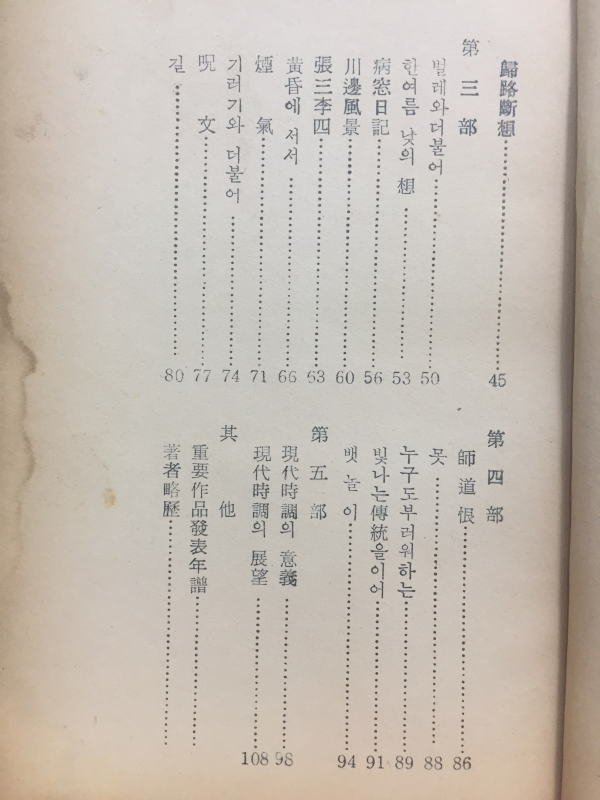 歸路斷想 45
第三部
벌레와더불어 50
한여름 낮의 想 53
病窓日記 56
川邊風景 60
張三李四 63
黃昏에 서서 66
煙氣 71
기러기와 더불어 74
呪文 77
길 80
第四部
師道恨 86
못 88
누구도부러워하는 89
빛나는傳統을이어 91
뱃놀이 94
第五部
現代時調의 意義 98
現代時調의 展望 108
其他
重要作品發表年譜
著者略歷